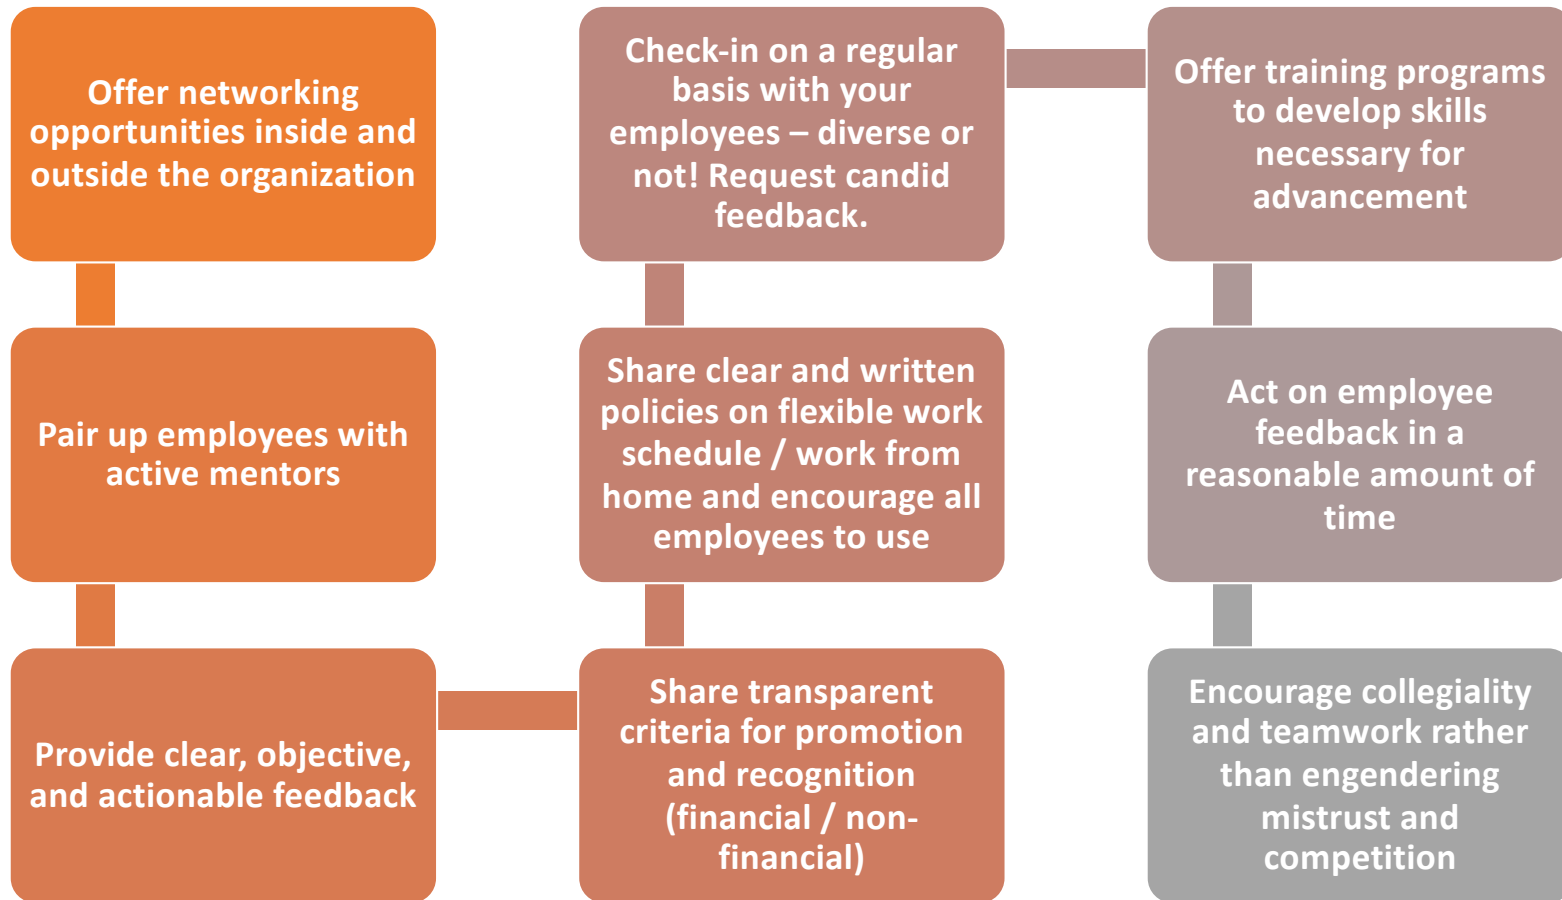 Offer networking
opportunities inside and
outside the organization
Pair up employees with
active mentors
Provide clear, objective,
and actionable feedback
Share transparent
criteria for promotion
and recognition
(financial / non-
financial)
Share clear and written
policies on flexible work
schedule / work from
home and encourage all
employees to use
Check-in on a regular
basis with your
employees – diverse or
not! Request candid
feedback.
Offer training programs
to develop skills
necessary for
advancement
Act on employee
feedback in a
reasonable amount of
time
Encourage collegiality
and teamwork rather
than engendering
mistrust and
competition